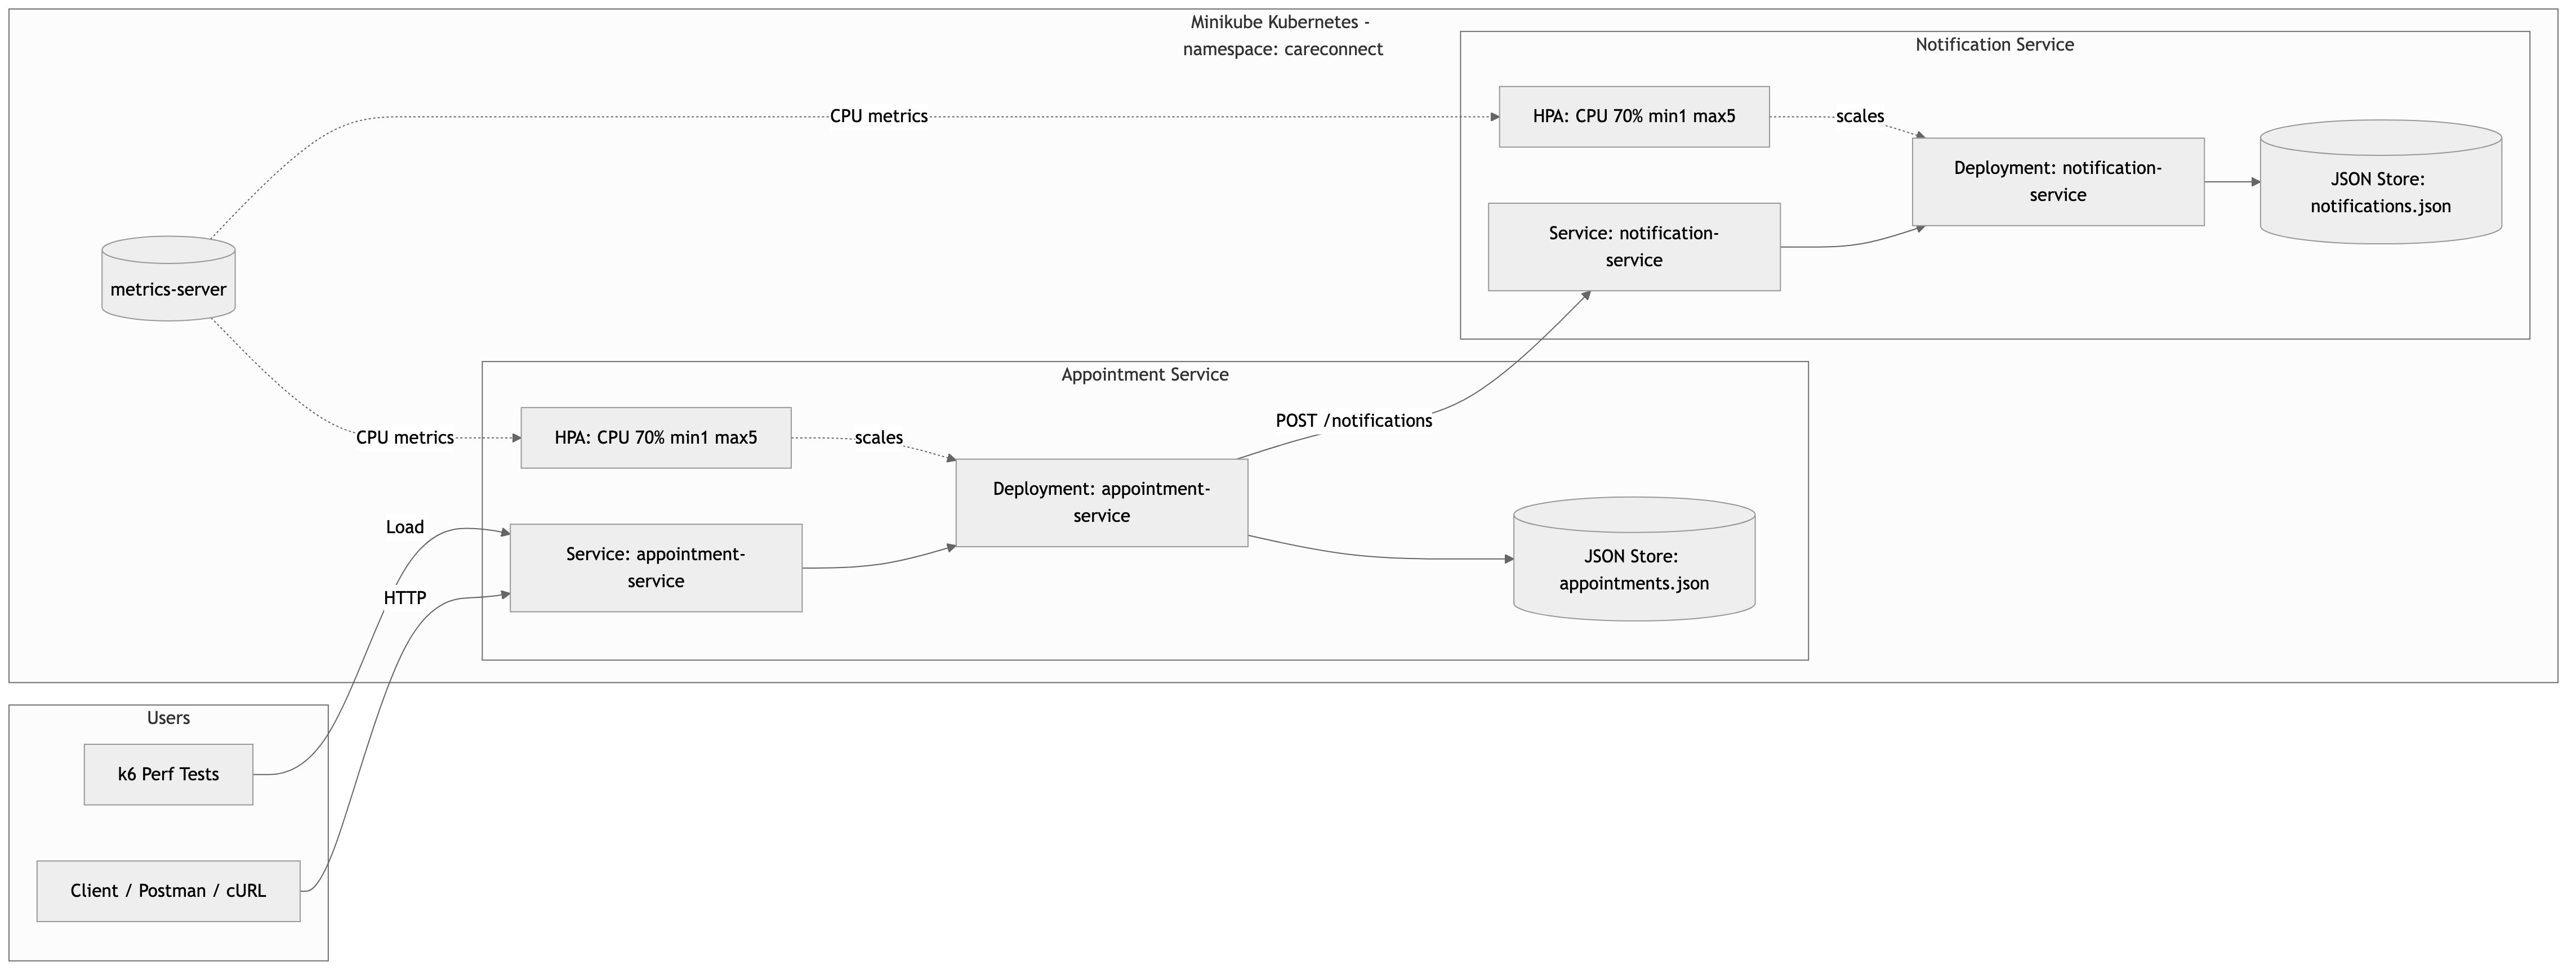 Minikube Kubernetes -
namespace: careconnect
Notification Service
CPU metrics
HPA: CPU 70% min1 max5
scales
Deployment: notification-
service
JSON Store:
notifications.json
Service: notification-
service
metrics-server
Appointment Service
POST /notifications
CPU metrics
HPA: CPU 70% min1 max5
scales
Deployment: appointment-
service
Load
Service: appointment-
service
JSON Store:
appointments.json
HTTP
Users
k6 Perf Tests
Client / Postman / cURL